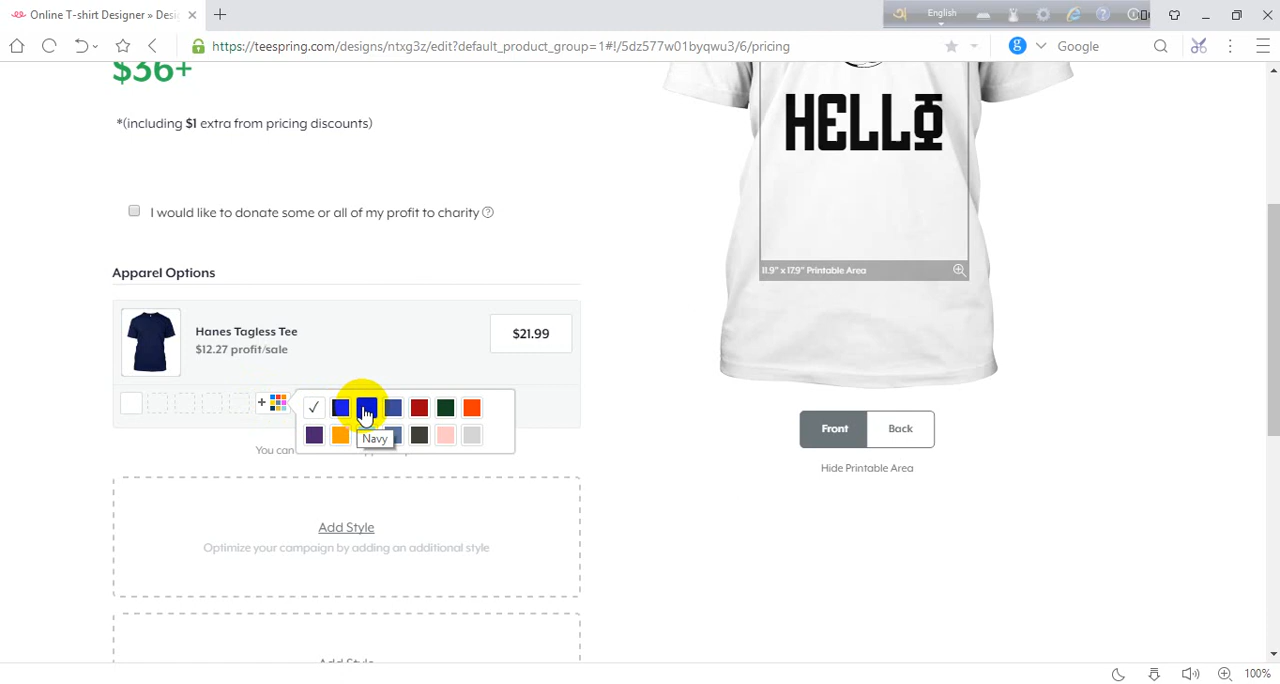 Online T-shirt Designer » Desi
English
https://teespring.com/designs/ntxg3z/edit?default_product_group=1#!/5dz577w01byqwu3/6/pricing
Google
$36+
*(including $1 extra from pricing discounts)
I would like to donate some or all of my profit to charity
Apparel Options
Hanes Tagless Tee
$12.27 profit/sale
$21.99
Navy
You can
Add Style
Optimize your campaign by adding an additional style
Add Style
HELLO
11.9" x 17.9" Printable Area
Front
Back
Hide Printable Area
100%